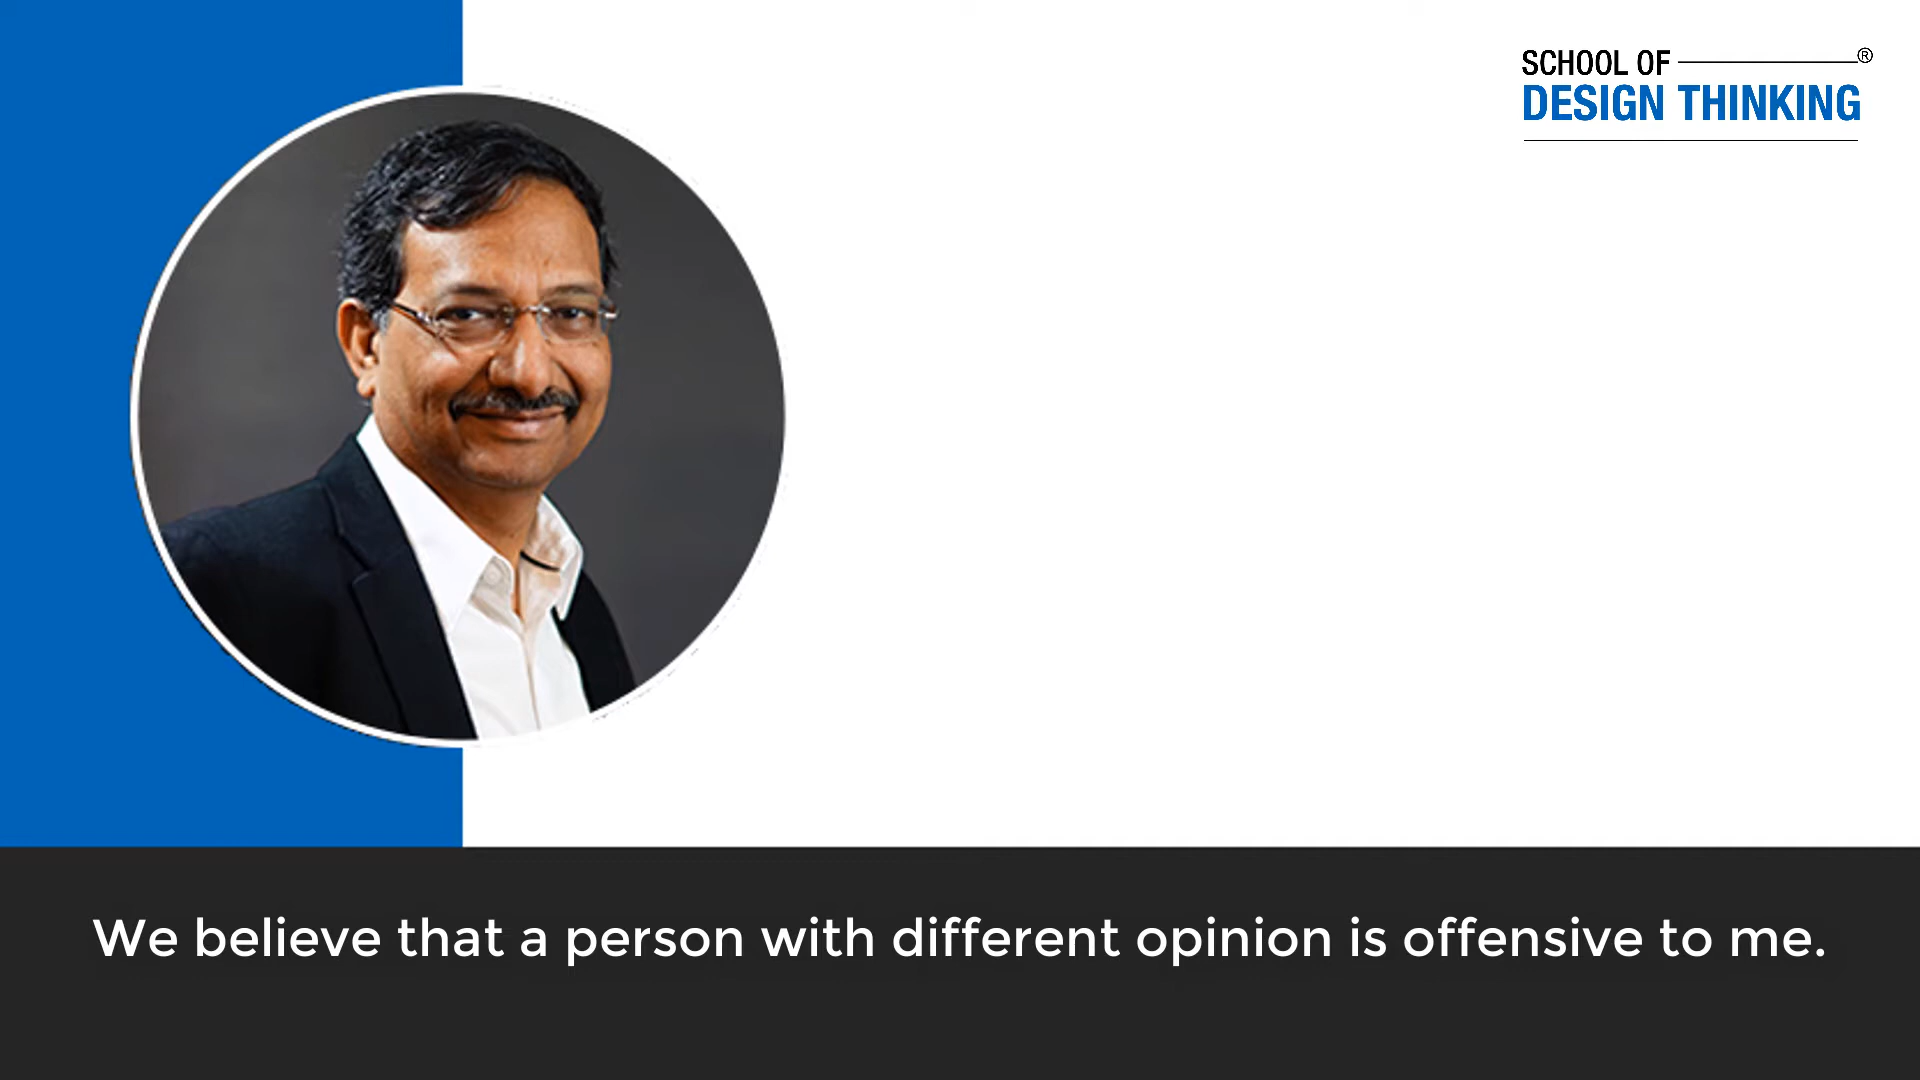 SCHOOL OF ®
DESIGN THINKING
We believe that a person with different opinion is offensive to me.